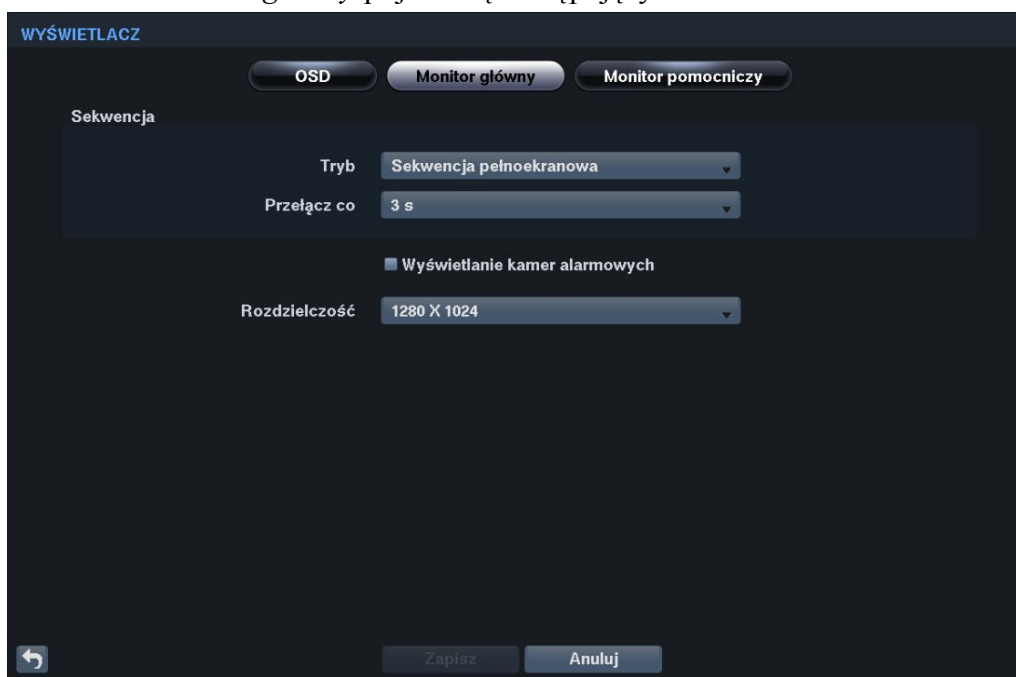 WYŚWIETLACZ
OSD Monitor główny Monitor pomocniczy
Sekwencja
Tryb Sekwencja pełnoekranowa
Przełącz co 3 s
Wyświetlanie kamer alarmowych
Rozdzielczość 1280 X 1024
Zapisz Anuluj